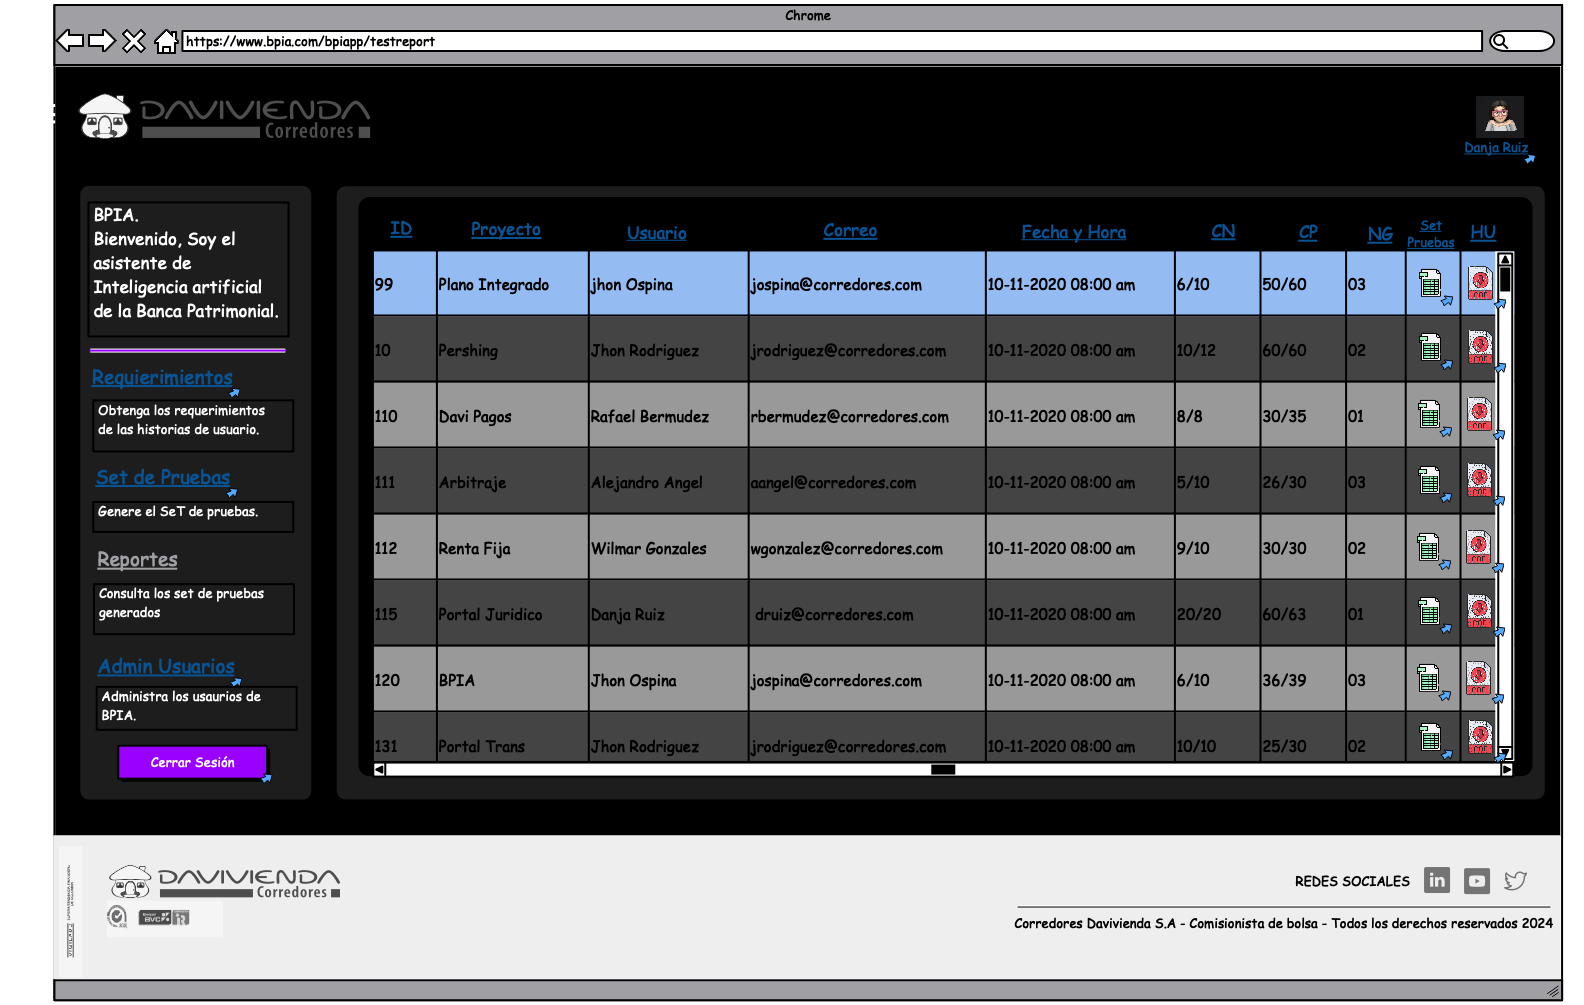 Chrome
https://www.bpia.com/bpiapp/testreport
DAVIVIENDA
Corredores
Danja Ruiz
BPIA.
Bienvenido, Soy el
asistente de
Inteligencia artificial
de la Banca Patrimonial.
Requierimientos
Obtenga los requerimientos
de las historias de usuario.
Set de Pruebas
Genere el SeT de pruebas.
Reportes
Consulta los set de pruebas
generados
Admin Usuarios
Administra los usaurios de
BPIA.
Cerrar Sesión
ID Proyecto Usuario Correo Fecha y Hora CN CP NG Set Pruebas HU
99 Plano Integrado jhon Ospina jospina@corredores.com 10-11-2020 08:00 am 6/10 50/60 03
10 Pershing Jhon Rodriguez jrodriguez@corredores.com 10-11-2020 08:00 am 10/12 60/60 02
110 Davi Pagos Rafael Bermudez rbermudez@corredores.com 10-11-2020 08:00 am 8/8 30/35 01
111 Arbitraje Alejandro Angel aangel@corredores.com 10-11-2020 08:00 am 5/10 26/30 03
112 Renta Fija Wilmar Gonzales wgonzalez@corredores.com 10-11-2020 08:00 am 9/10 30/30 02
115 Portal Juridico Danja Ruiz druiz@corredores.com 10-11-2020 08:00 am 20/20 60/63 01
120 BPIA Jhon Ospina jospina@corredores.com 10-11-2020 08:00 am 6/10 36/39 03
131 Portal Trans Jhon Rodriguez jrodriguez@corredores.com 10-11-2020 08:00 am 10/10 25/30 02
DAVIVIENDA
Corredores
BVC
IR
REDES SOCIALES
in
Corredores Davivienda S.A - Comisionista de bolsa - Todos los derechos reservados 2024